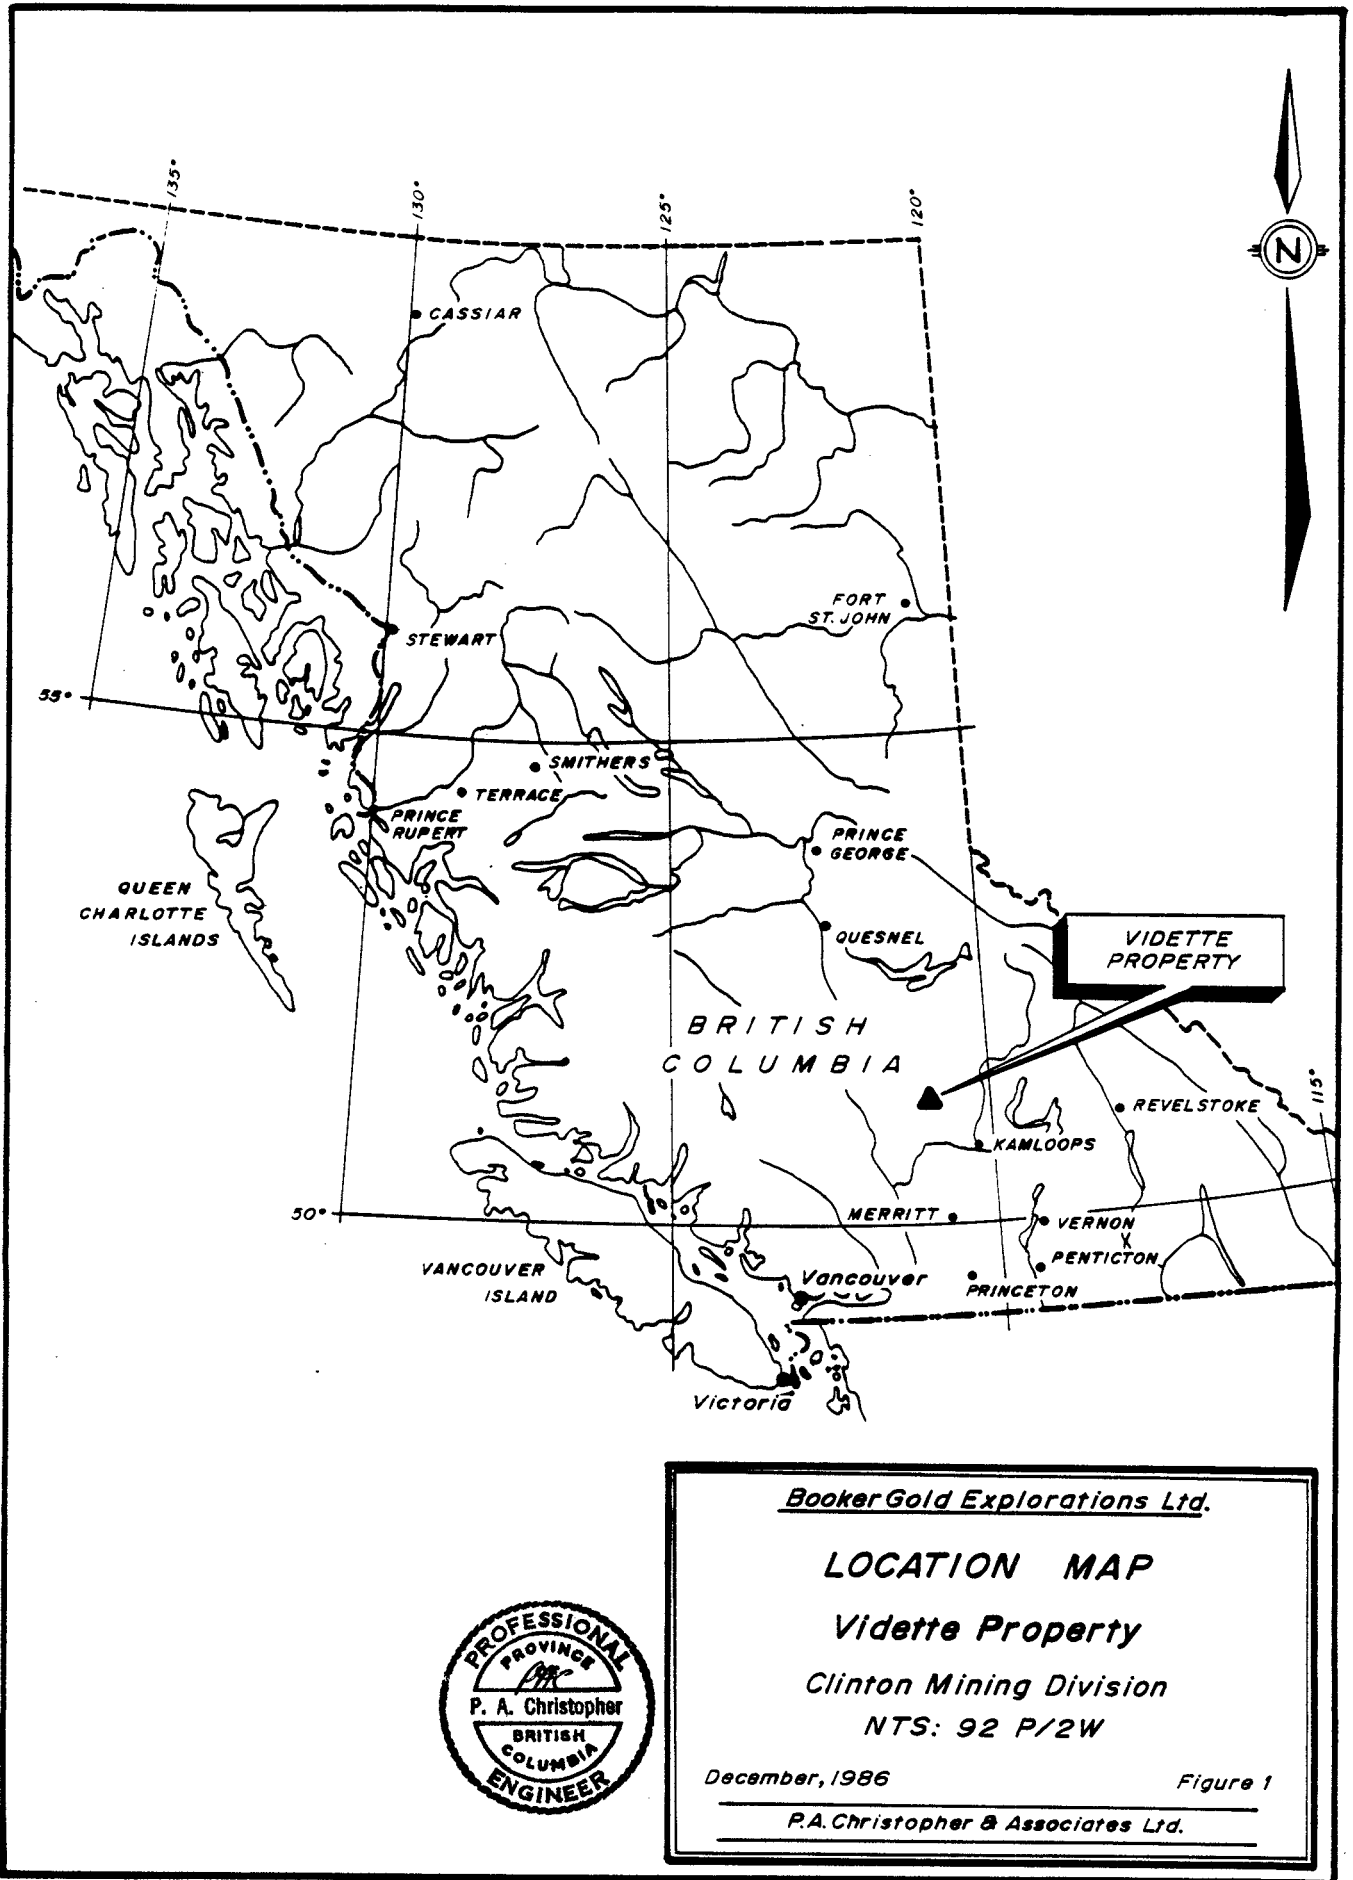 135°
130°
125°
120°
N
CASSIAR
FORT
ST. JOHN
STEWART
55°
SMITHERS
TERRACE
PRINCE
RUPERT
PRINCE
GEORGE
QUEEN
CHARLOTTE
ISLANDS
QUESNEL
VIDETTE
PROPERTY
BRITISH
COLUMBIA
115°
REVELSTOKE
KAMLOOPS
50°
MERRITT
VERNON
X
PENTICTON
VANCOUVER
ISLAND
Vancouver
PRINCETON
Victoria
Booker Gold Explorations Ltd.
LOCATION MAP
Vidette Property
Clinton Mining Division
NTS: 92 P/2W
December, 1986
Figure 1
P.A. Christopher & Associates Ltd.
PROFESSIONAL
PROVINCE
P. A. Christopher
BRITISH
COLUMBIA
ENGINEER